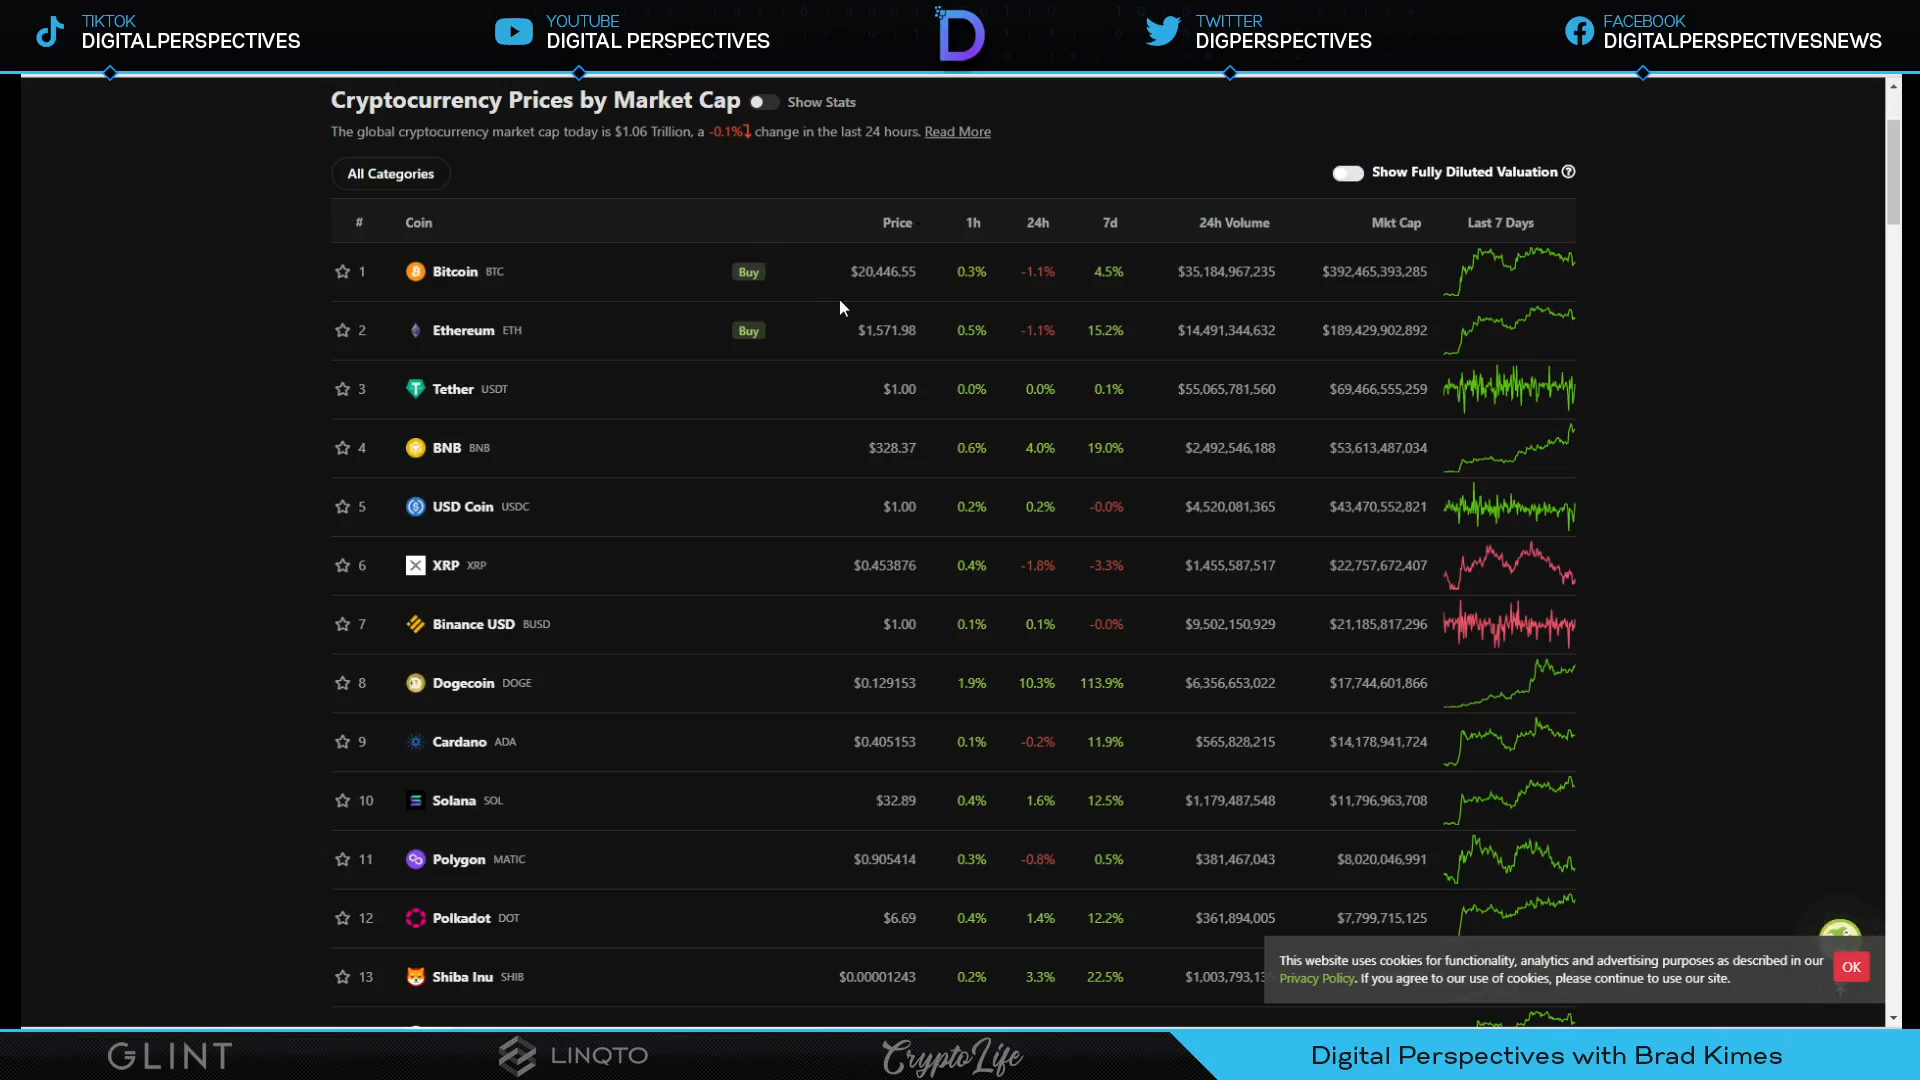 TIKTOK
DIGITALPERSPECTIVES
YOUTUBE
DIGITAL PERSPECTIVES
D
TWITTER
DIGPERSPECTIVES
FACEBOOK
DIGITALPERSPECTIVESNEWS
Cryptocurrency Prices by Market Cap Show Stats
The global cryptocurrency market cap today is $1.06 Trillion, a -0.1% change in the last 24 hours. Read More
All Categories
Show Fully Diluted Valuation
# Coin Price 1h 24h 7d 24h Volume Mkt Cap Last 7 Days
1 Bitcoin BTC Buy $20,446.55 0.3% -1.1% 4.5% $35,184,967,235 $392,465,393,285
2 Ethereum ETH Buy $1,571.98 0.5% -1.1% 15.2% $14,491,344,632 $189,429,902,892
3 Tether USDT $1.00 0.0% 0.0% 0.1% $55,065,781,560 $69,466,555,259
4 BNB BNB $328.37 0.6% 4.0% 19.0% $2,492,546,188 $53,613,487,034
5 USD Coin USDC $1.00 0.2% 0.2% -0.0% $4,520,081,365 $43,470,552,821
6 XRP XRP $0.453876 0.4% -1.8% -3.3% $1,455,587,517 $22,757,672,407
7 Binance USD BUSD $1.00 0.1% 0.1% -0.0% $9,502,150,929 $21,185,817,296
8 Dogecoin DOGE $0.129153 1.9% 10.3% 113.9% $6,356,653,022 $17,744,601,866
9 Cardano ADA $0.405153 0.1% -0.2% 11.9% $565,828,215 $14,178,941,724
10 Solana SOL $32.89 0.4% 1.6% 12.5% $1,179,487,548 $11,796,963,708
11 Polygon MATIC $0.905414 0.3% -0.8% 0.5% $381,467,043 $8,020,046,991
12 Polkadot DOT $6.69 0.4% 1.4% 12.2% $361,894,005 $7,799,715,125
13 Shiba Inu SHIB $0.00001243 0.2% 3.3% 22.5% $1,003,793,13
This website uses cookies for functionality, analytics and advertising purposes as described in our
Privacy Policy. If you agree to our use of cookies, please continue to use our site.
OK
GLINT
LINQTO
CryptoLife
Digital Perspectives with Brad Kimes